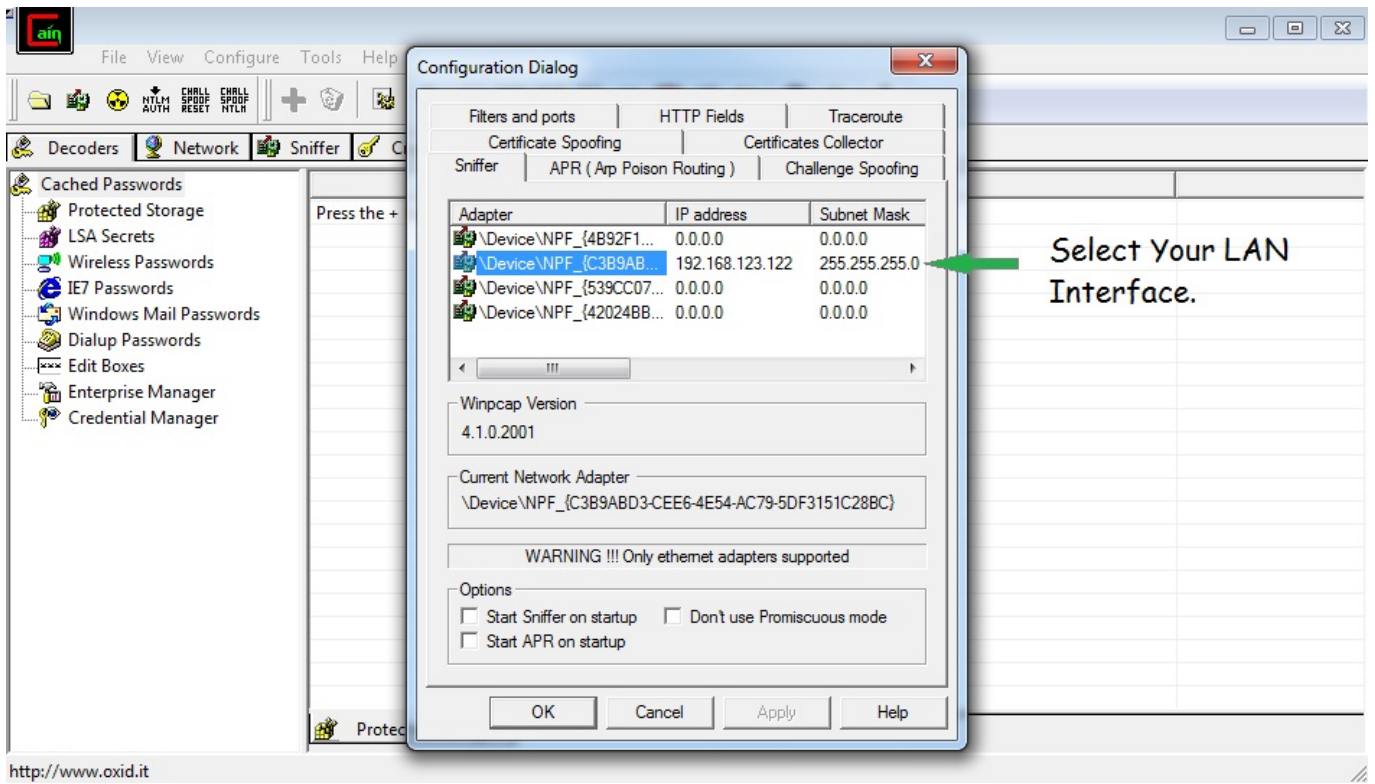 Cain
File View Configure Tools Help
NTLM AUTH CHALL SPOOF RESET CHALL SPOOF NTLM
Decoders Network Sniffer
Cached Passwords
Protected Storage
LSA Secrets
Wireless Passwords
IE7 Passwords
Windows Mail Passwords
Dialup Passwords
Edit Boxes
Enterprise Manager
Credential Manager
Press the +
Configuration Dialog
Filters and ports HTTP Fields Traceroute
Certificate Spoofing Certificates Collector
Sniffer APR ( Arp Poison Routing ) Challenge Spoofing
Adapter IP address Subnet Mask
\Device\NPF_{4B92F1... 0.0.0.0 0.0.0.0
\Device\NPF_{C3B9AB... 192.168.123.122 255.255.255.0
\Device\NPF_{539CC07... 0.0.0.0 0.0.0.0
\Device\NPF_{42024BB... 0.0.0.0 0.0.0.0
Winpcap Version
4.1.0.2001
Current Network Adapter
\Device\NPF_{C3B9ABD3-CEE6-4E54-AC79-5DF3151C28BC}
WARNING !!! Only ethernet adapters supported
Options
Start Sniffer on startup Don't use Promiscuous mode
Start APR on startup
OK Cancel Apply Help
Select Your LAN
Interface.
Protec
http://www.oxid.it